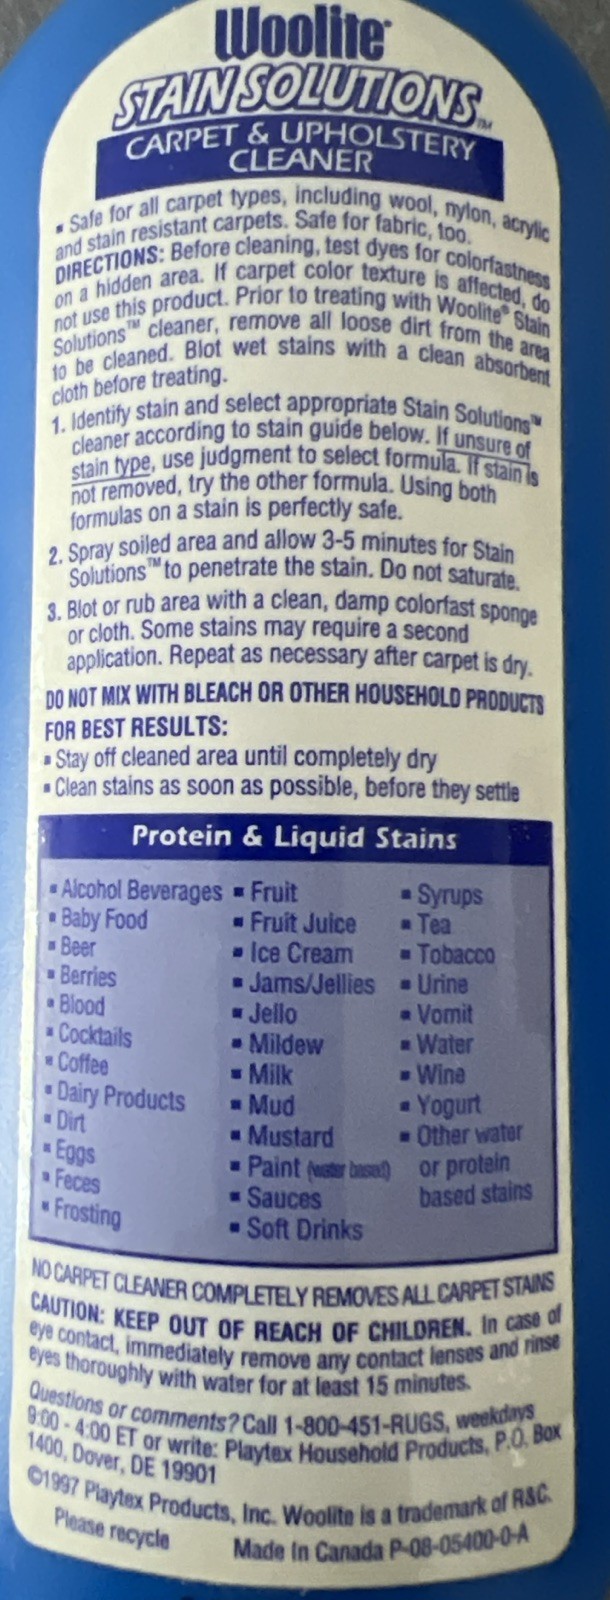 Woolite®
STAIN SOLUTIONS™
CARPET & UPHOLSTERY
CLEANER
▪ Safe for all carpet types, including wool, nylon, acrylic
and stain resistant carpets. Safe for fabric, too.
DIRECTIONS: Before cleaning, test dyes for colorfastness
on a hidden area. If carpet color texture is affected, do
not use this product. Prior to treating with Woolite® Stain
Solutions™ cleaner, remove all loose dirt from the area
to be cleaned. Blot wet stains with a clean absorbent
cloth before treating.
1. Identify stain and select appropriate Stain Solutions™
cleaner according to stain guide below. If unsure of
stain type, use judgment to select formula. If stain is
not removed, try the other formula. Using both
formulas on a stain is perfectly safe.
2. Spray soiled area and allow 3-5 minutes for Stain
Solutions™ to penetrate the stain. Do not saturate.
3. Blot or rub area with a clean, damp colorfast sponge
or cloth. Some stains may require a second
application. Repeat as necessary after carpet is dry.
DO NOT MIX WITH BLEACH OR OTHER HOUSEHOLD PRODUCTS
FOR BEST RESULTS:
▪ Stay off cleaned area until completely dry
▪ Clean stains as soon as possible, before they settle
Protein & Liquid Stains
▪ Alcohol Beverages
▪ Baby Food
▪ Beer
▪ Berries
▪ Blood
▪ Cocktails
▪ Coffee
▪ Dairy Products
▪ Dirt
▪ Eggs
▪ Feces
▪ Frosting
▪ Fruit
▪ Fruit Juice
▪ Ice Cream
▪ Jams/Jellies
▪ Jello
▪ Mildew
▪ Milk
▪ Mud
▪ Mustard
▪ Paint (water based)
▪ Sauces
▪ Soft Drinks
▪ Syrups
▪ Tea
▪ Tobacco
▪ Urine
▪ Vomit
▪ Water
▪ Wine
▪ Yogurt
▪ Other water
or protein
based stains
NO CARPET CLEANER COMPLETELY REMOVES ALL CARPET STAINS
CAUTION: KEEP OUT OF REACH OF CHILDREN. In case of
eye contact, immediately remove any contact lenses and rinse
eyes thoroughly with water for at least 15 minutes.
Questions or comments? Call 1-800-451-RUGS, weekdays
9:00 - 4:00 ET or write: Playtex Household Products, P.O. Box
1400, Dover, DE 19901
©1997 Playtex Products, Inc. Woolite is a trademark of R&C.
Please recycle Made In Canada P-08-05400-0-A